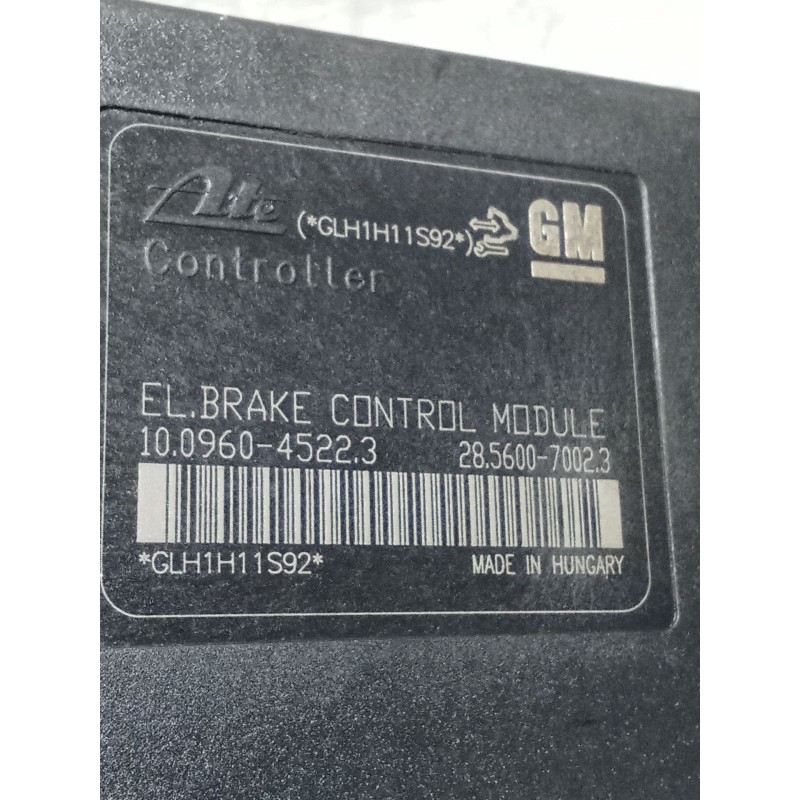 Ate (*GLH1H11S92*) GM
Controller
EL.BRAKE CONTROL MODULE
10.0960-4522.3 28.5600-7002.3
*GLH1H11S92* MADE IN HUNGARY